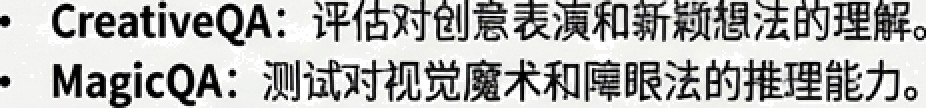 • CreativeQA：评估对创意表演和新颖想法的理解。
• MagicQA：测试对视觉魔术和障眼法的推理能力。